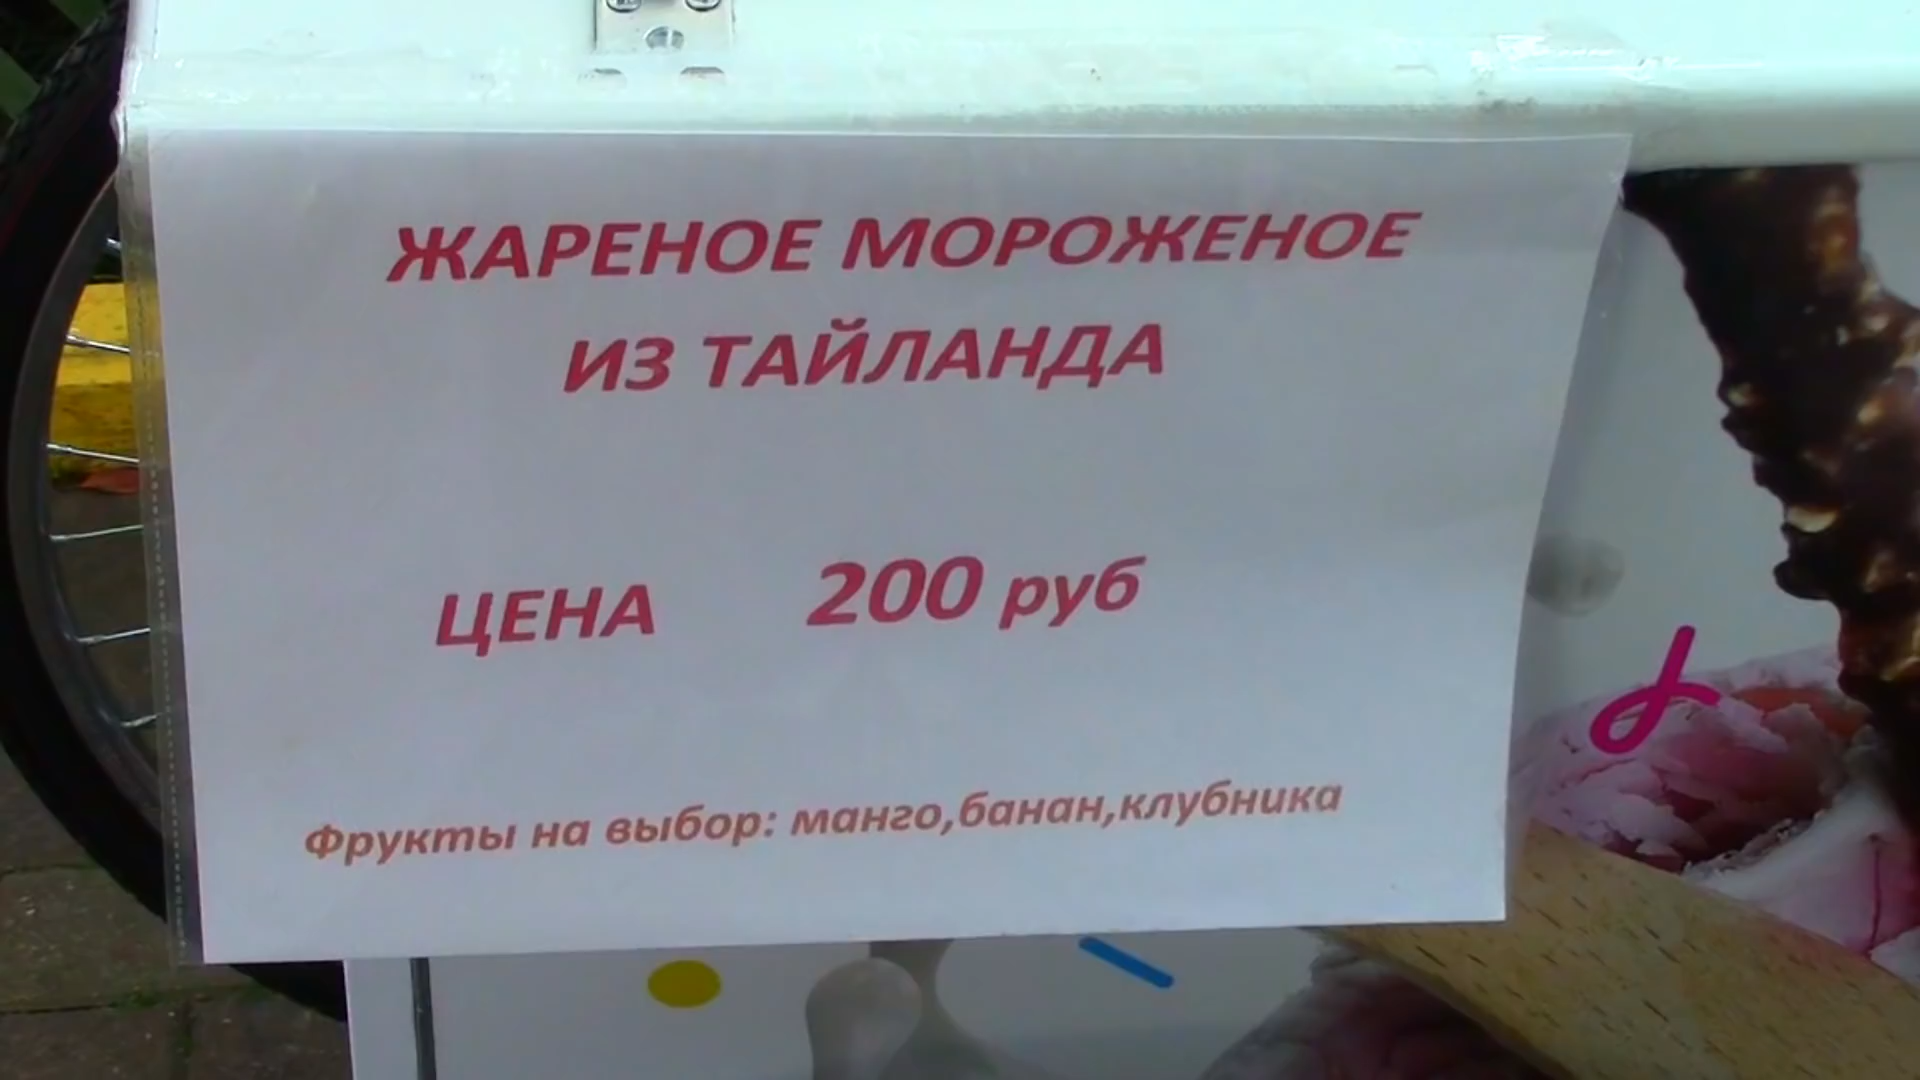 ЖАРЕНОЕ МОРОЖЕНОЕ
ИЗ ТАЙЛАНДА
ЦЕНА 200 руб
Фрукты на выбор: манго,банан,клубника